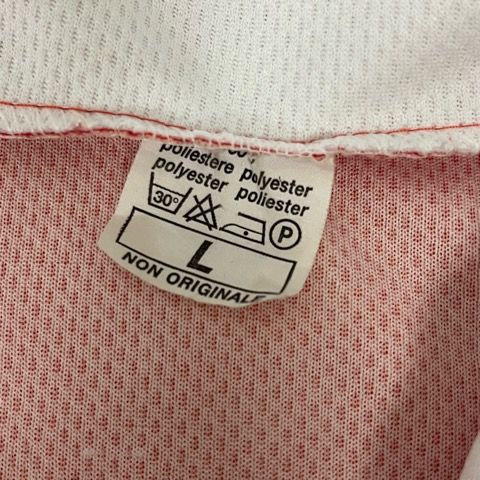 poliestere polyester
polyester poliester
30° P
L
NON ORIGINALE